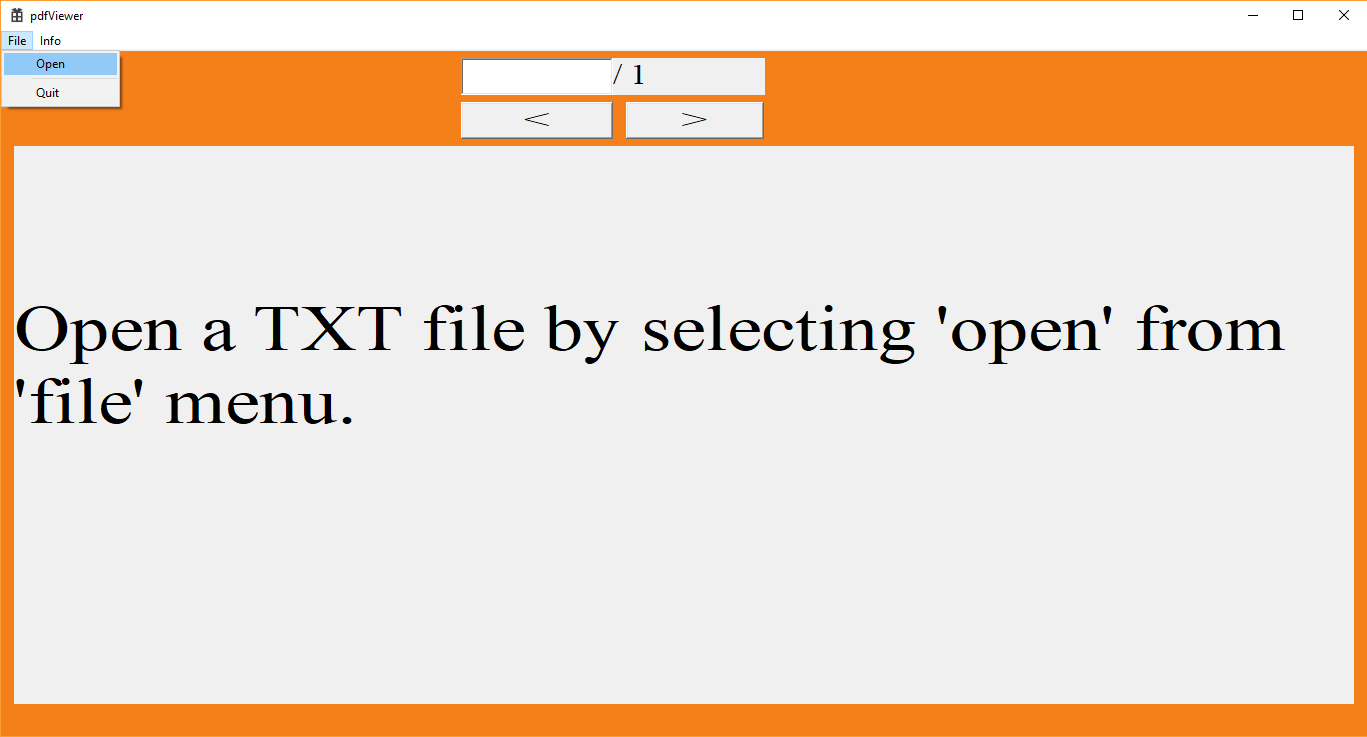 pdfViewer
File Info
Open
Quit
/ 1
< >
Open a TXT file by selecting 'open' from
'file' menu.